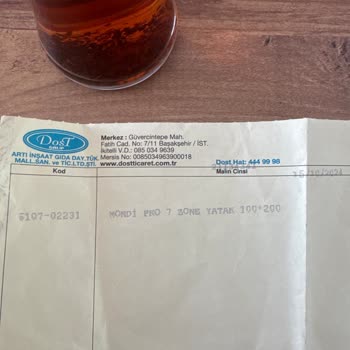 DOST
Merkez : Güvercintepe Mah.
Fatih Cad. No: 7/11 Başakşehir / İST.
İkitelli V.D.: 085 034 9639
Mersis No: 0085034963900018
www.dostticaret.com.tr
ARTI İNŞAAT GIDA DAY.TÜK.
MALL.SAN. ve TİC.LTD.ŞTİ.
Dost Hat: 444 99 98
Kod
Malın Cinsi
6107-02231
MONDİ PRO 7 ZONE YATAK 100*200